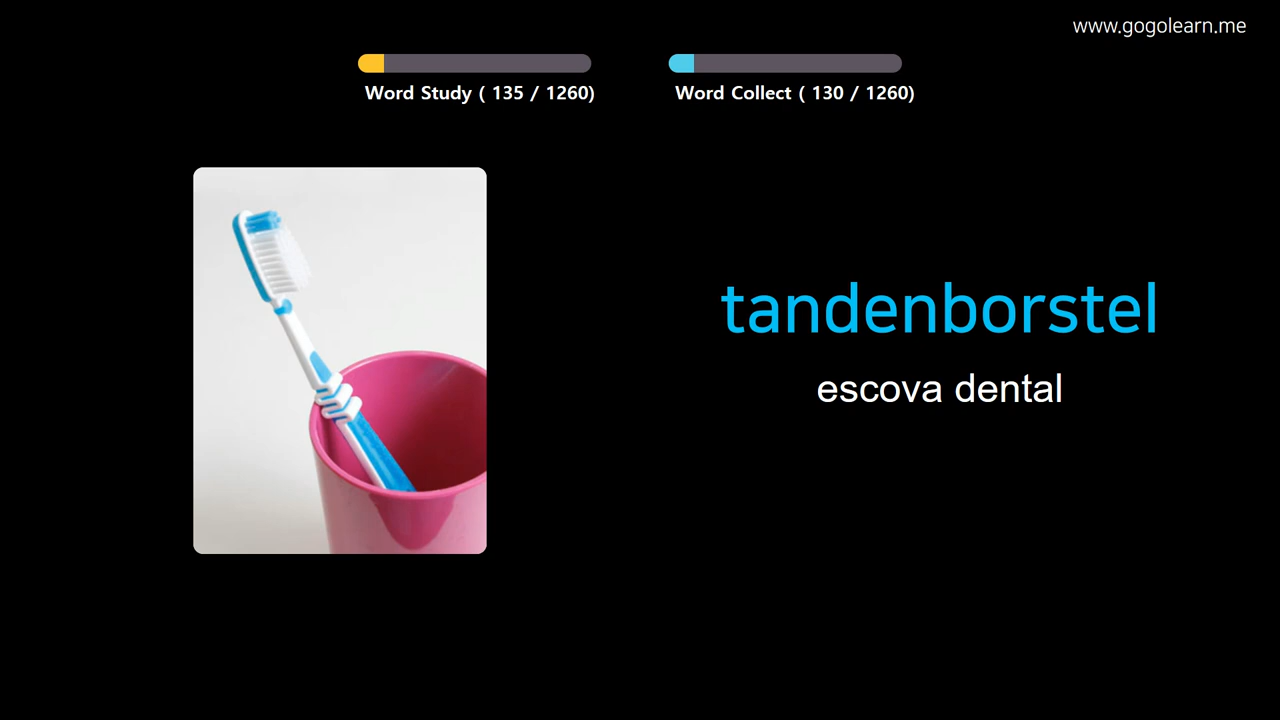 www.gogolearn.me
Word Study ( 135 / 1260)
Word Collect ( 130 / 1260)
tandenborstel
escova dental